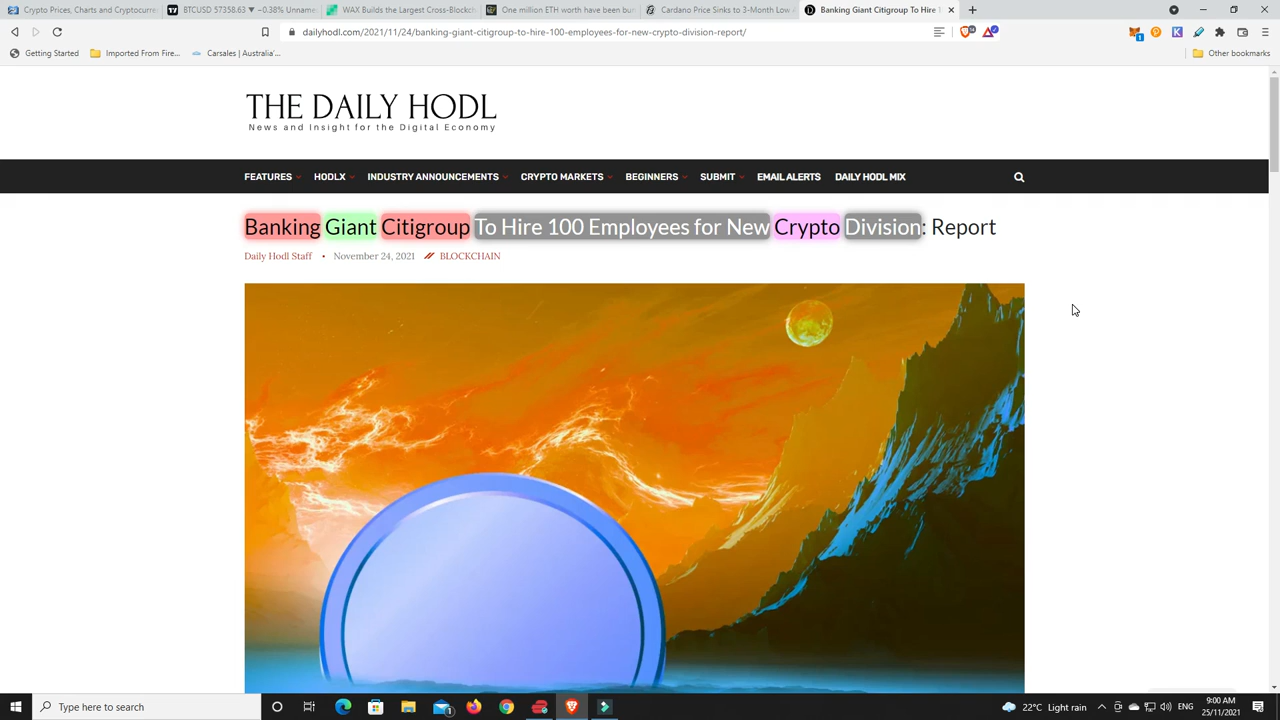 Crypto Prices, Charts and Cryptocurr
BTCUSD 57358.63 ▼ −0.38% Unname
WAX Builds the Largest Cross-Blockch
One million ETH worth have been bu
Cardano Price Sinks to 3-Month Low
Banking Giant Citigroup To Hire 1
dailyhodl.com/2021/11/24/banking-giant-citigroup-to-hire-100-employees-for-new-crypto-division-report/
Getting Started
Imported From Fire...
Carsales | Australia'...
Other bookmarks
THE DAILY HODL
News and Insight for the Digital Economy
FEATURES HODLX INDUSTRY ANNOUNCEMENTS CRYPTO MARKETS BEGINNERS SUBMIT EMAIL ALERTS DAILY HODL MIX
Banking Giant Citigroup To Hire 100 Employees for New Crypto Division: Report
Daily Hodl Staff • November 24, 2021 // BLOCKCHAIN
Type here to search
22°C Light rain
ENG
9:00 AM
25/11/2021